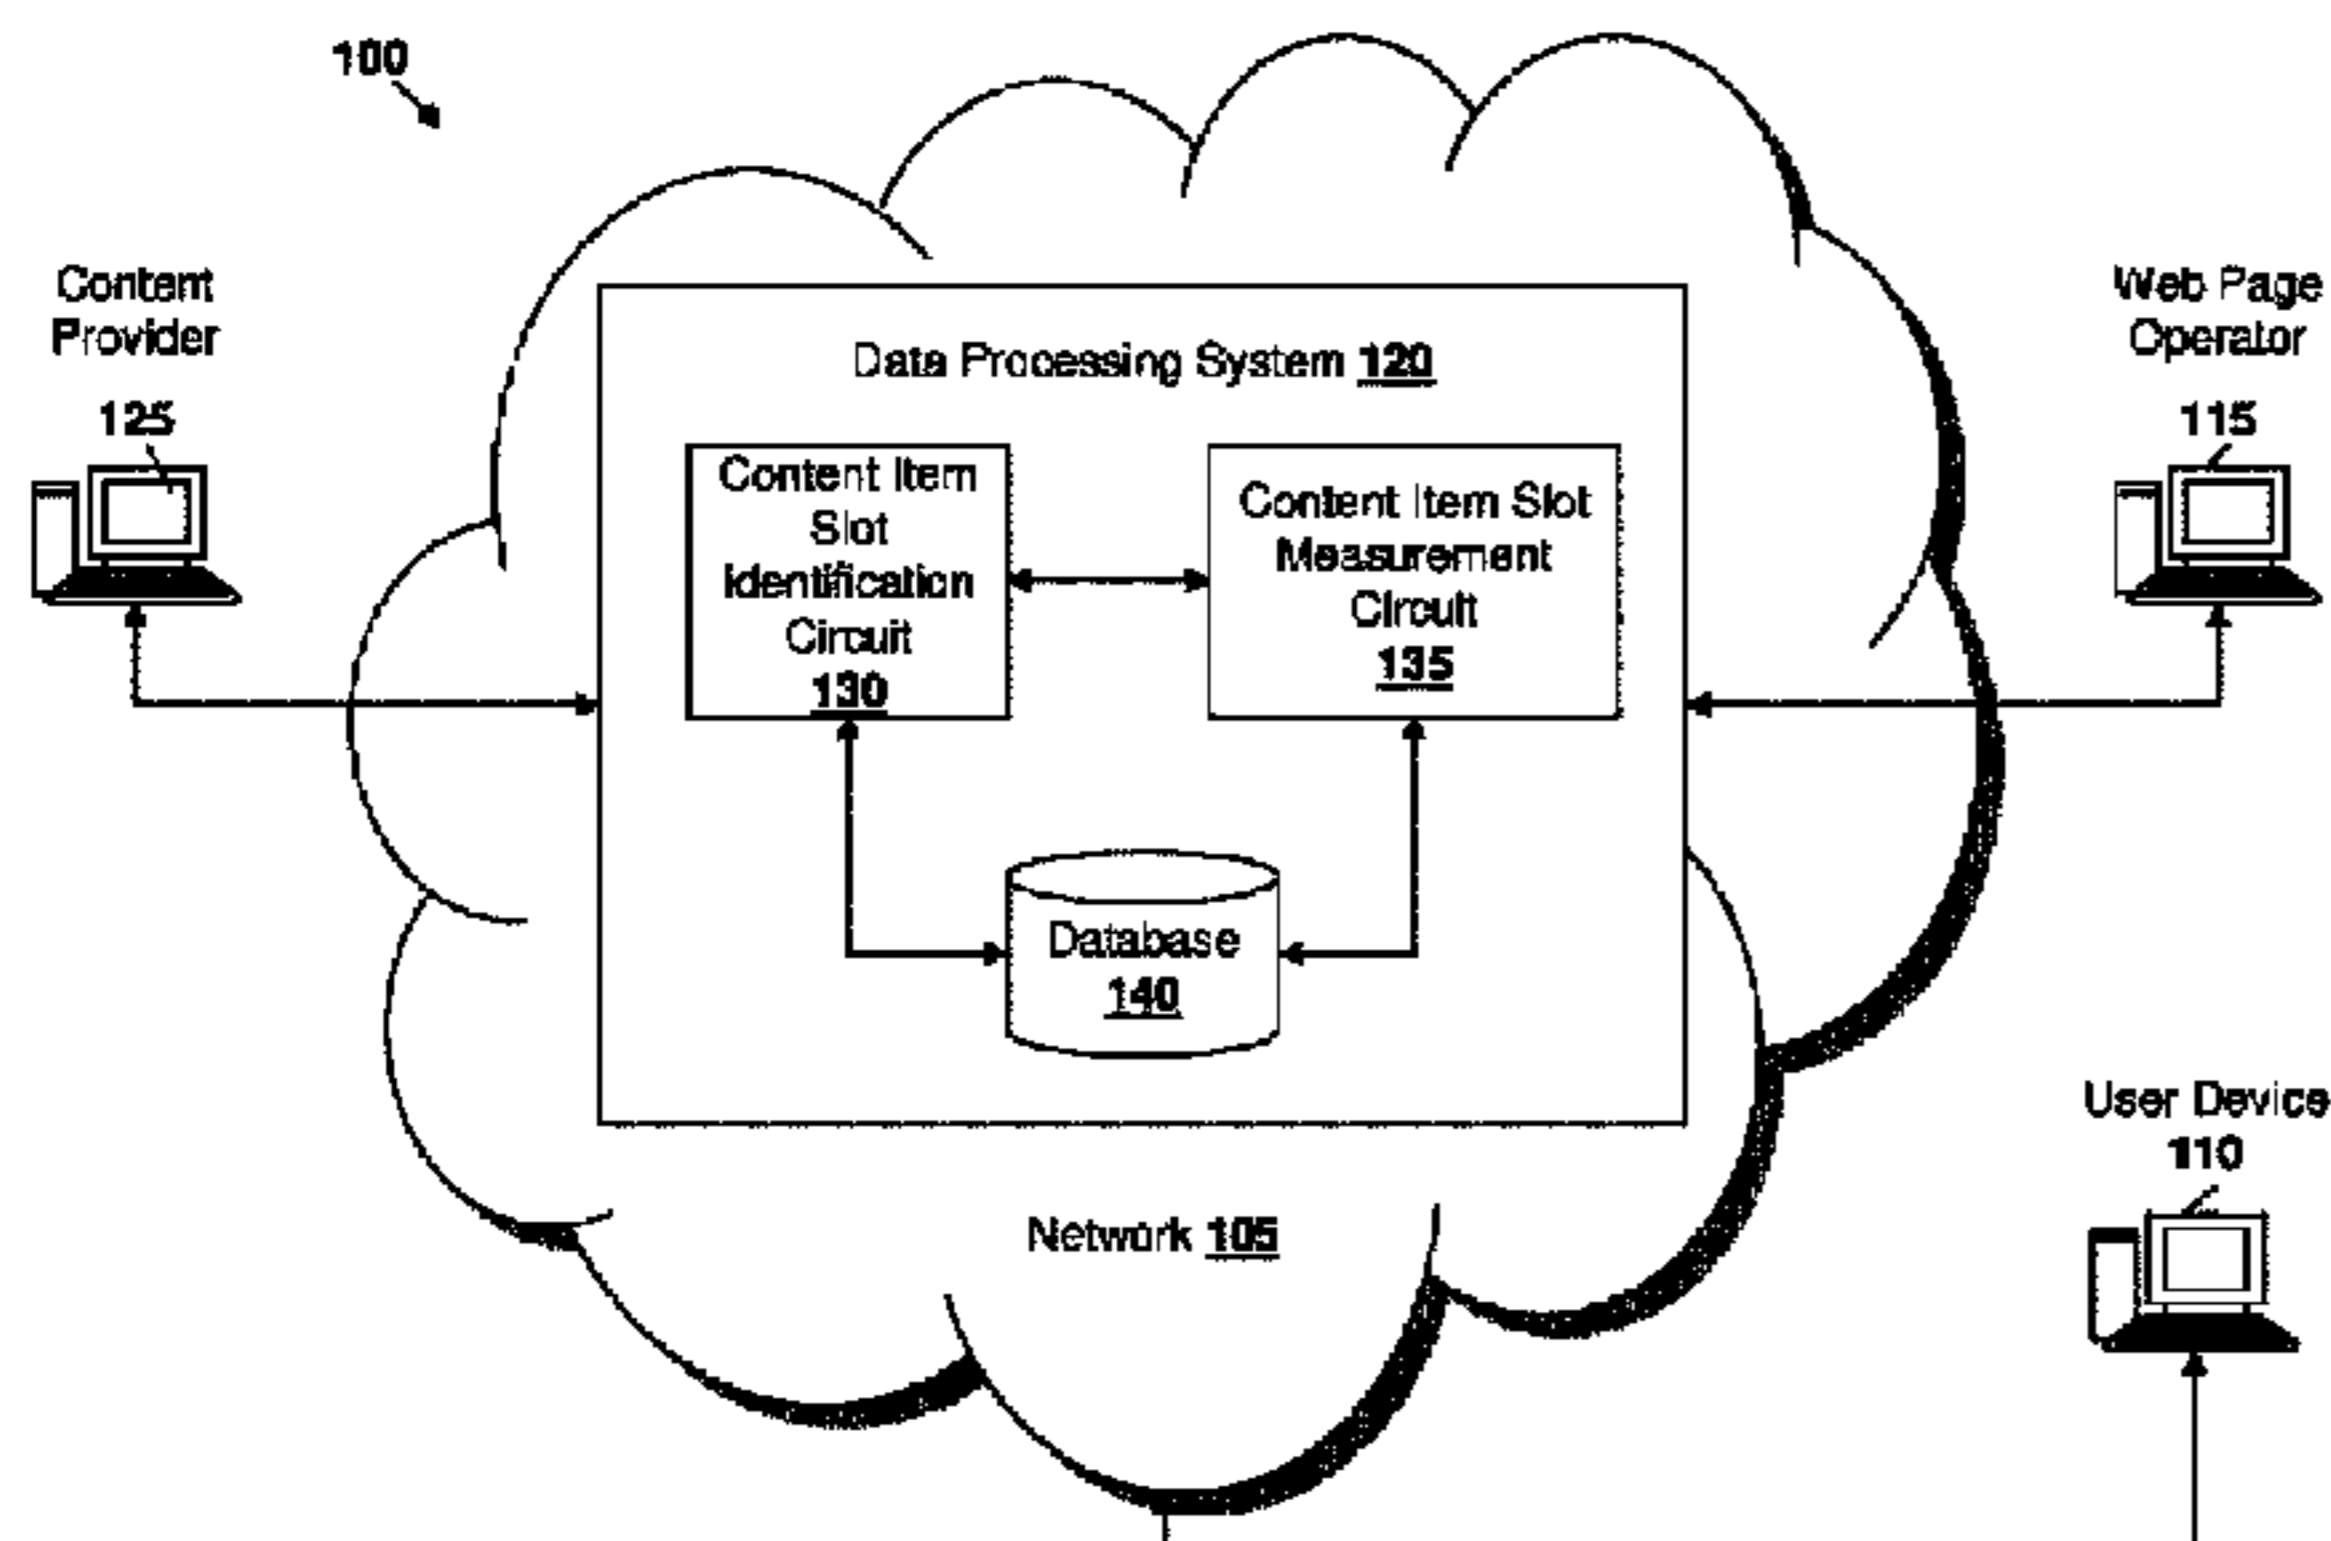 100
Content
Provider
125
Web Page
Operator
115
Data Processing System 120
Content Item
Slot
Identification
Circuit
130
Content Item Slot
Measurement
Circuit
135
Database
140
User Device
110
Network 105